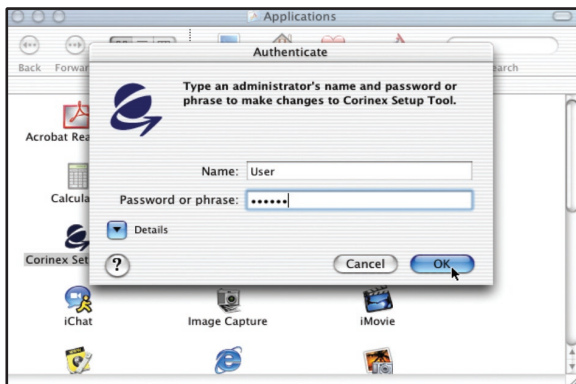 Applications
Back Forwar earch
Authenticate
Type an administrator's name and password or
phrase to make changes to Corinex Setup Tool.
Name: User
Password or phrase: ••••••
Details
? Cancel OK
Acrobat Rea
Calcula
Corinex Set
iChat Image Capture iMovie